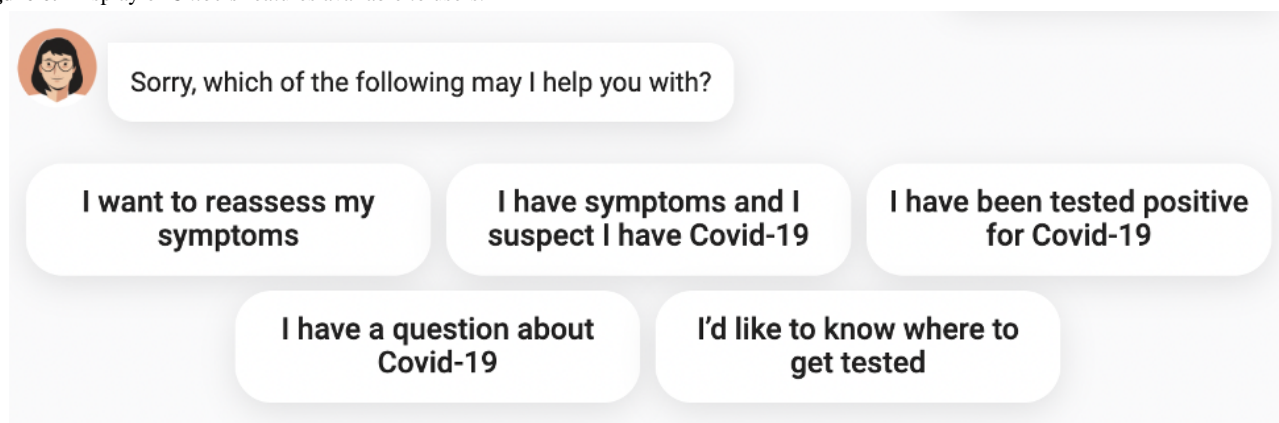 Sorry, which of the following may I help you with?
I want to reassess my
symptoms
I have symptoms and I
suspect I have Covid-19
I have been tested positive
for Covid-19
I have a question about
Covid-19
I’d like to know where to
get tested